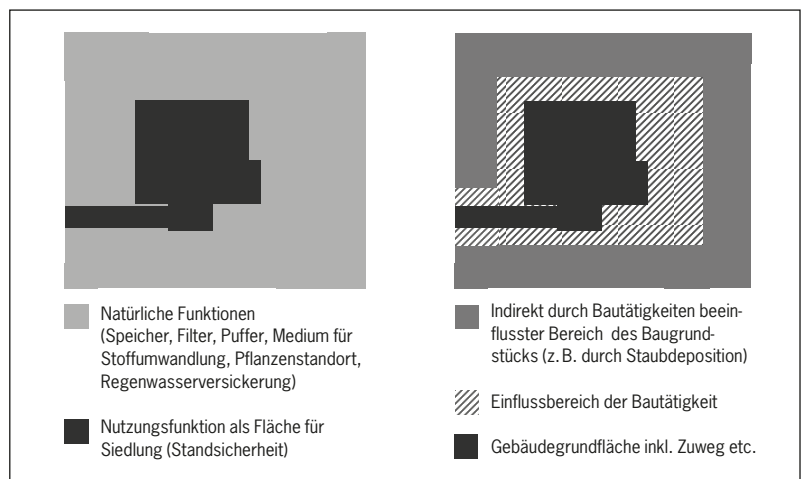 Natürliche Funktionen
(Speicher, Filter, Puffer, Medium für
Stoffumwandlung, Pflanzenstandort,
Regenwasserversickerung)
Nutzungsfunktion als Fläche für
Siedlung (Standsicherheit)
Indirekt durch Bautätigkeiten beein-
flusster Bereich des Baugrund-
stücks (z. B. durch Staubdeposition)
Einflussbereich der Bautätigkeit
Gebäudegrundfläche inkl. Zuweg etc.